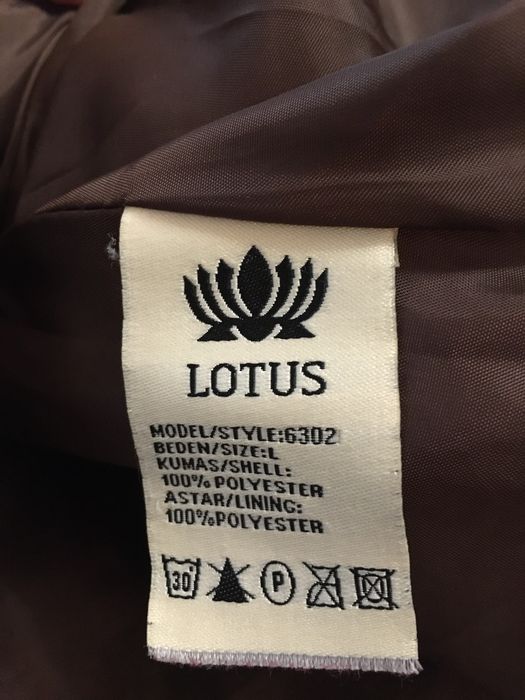 LOTUS
MODEL/STYLE:6302
BEDEN/SIZE:L
KUMAS/SHELL:
100% POLYESTER
ASTAR/LINING:
100%POLYESTER
30 P